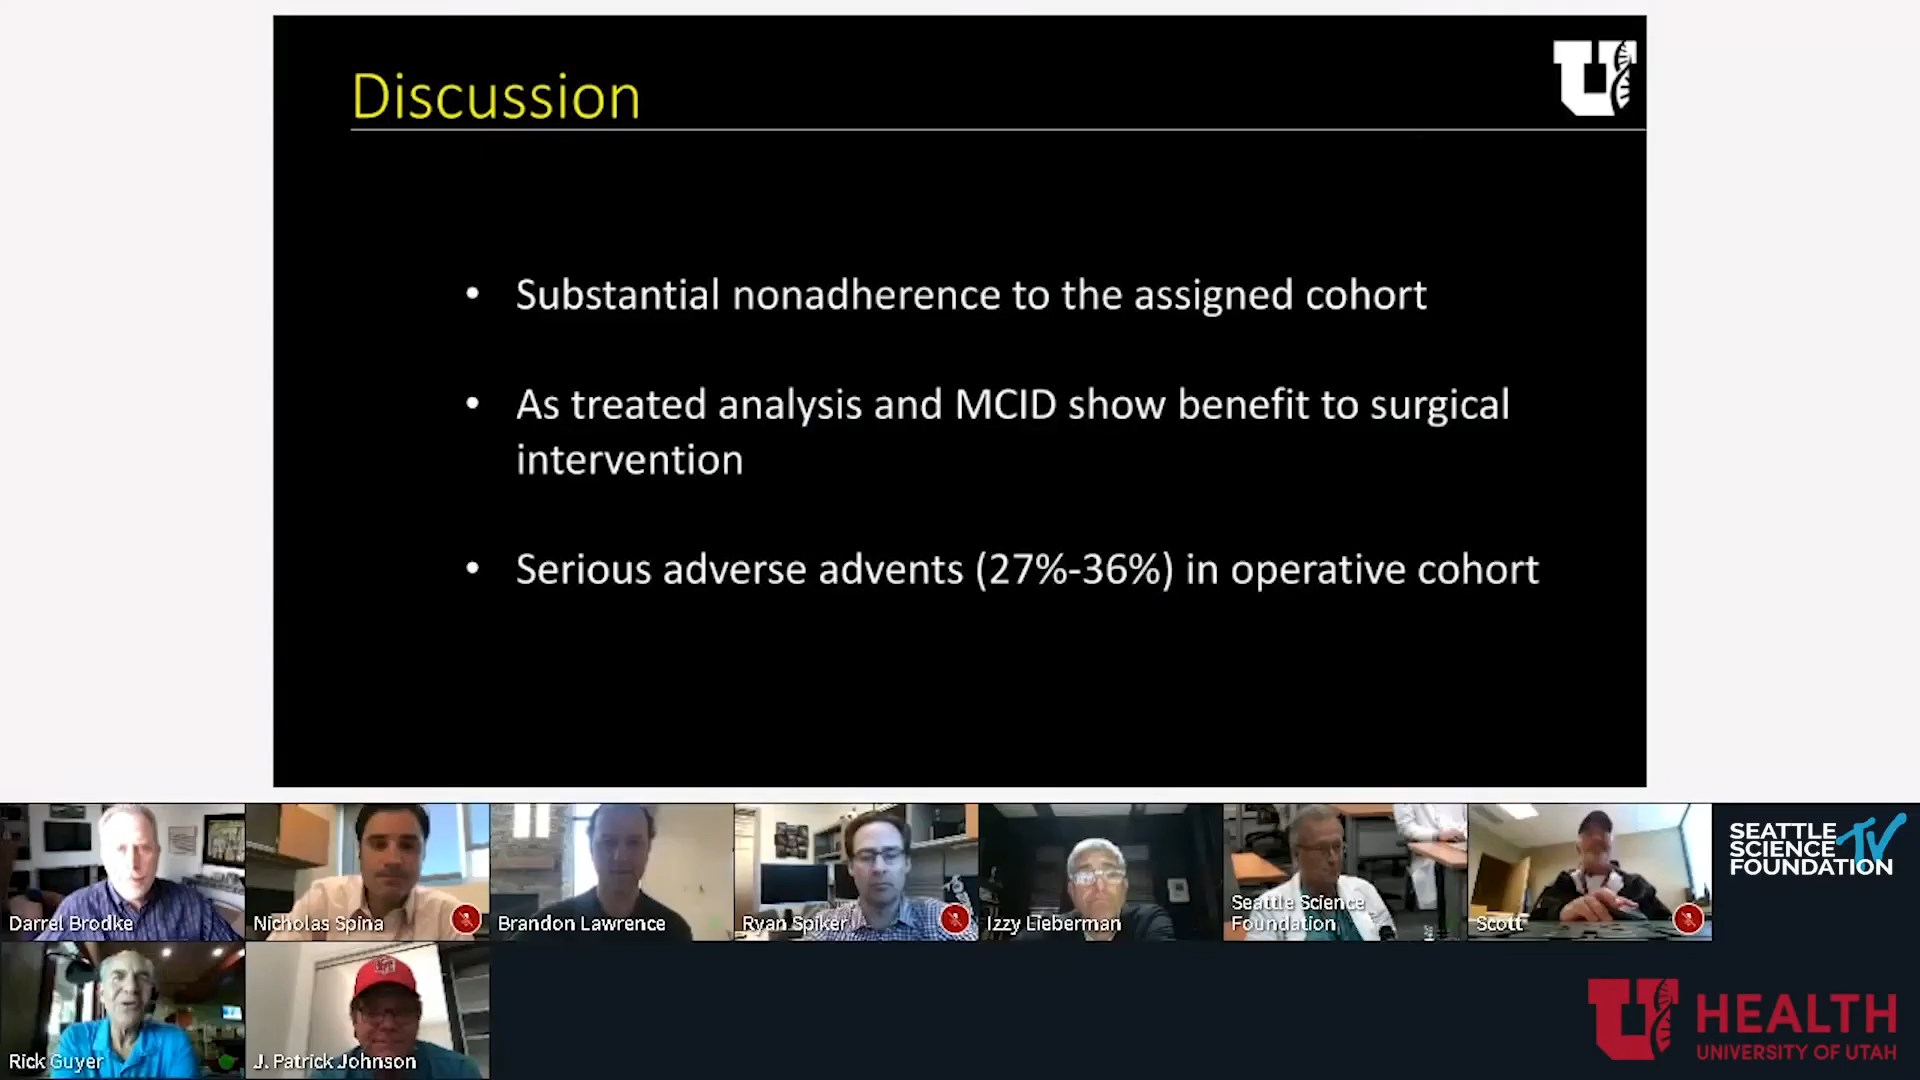 Discussion
• Substantial nonadherence to the assigned cohort
• As treated analysis and MCID show benefit to surgical
intervention
• Serious adverse advents (27%-36%) in operative cohort
Darrel Brodke
Nicholas Spina
Brandon Lawrence
Ryan Spiker
Izzy Lieberman
Seattle Science
Foundation
Scott
SEATTLE
SCIENCE TV
FOUNDATION
Rick Guyer
J. Patrick Johnson
U HEALTH
UNIVERSITY OF UTAH